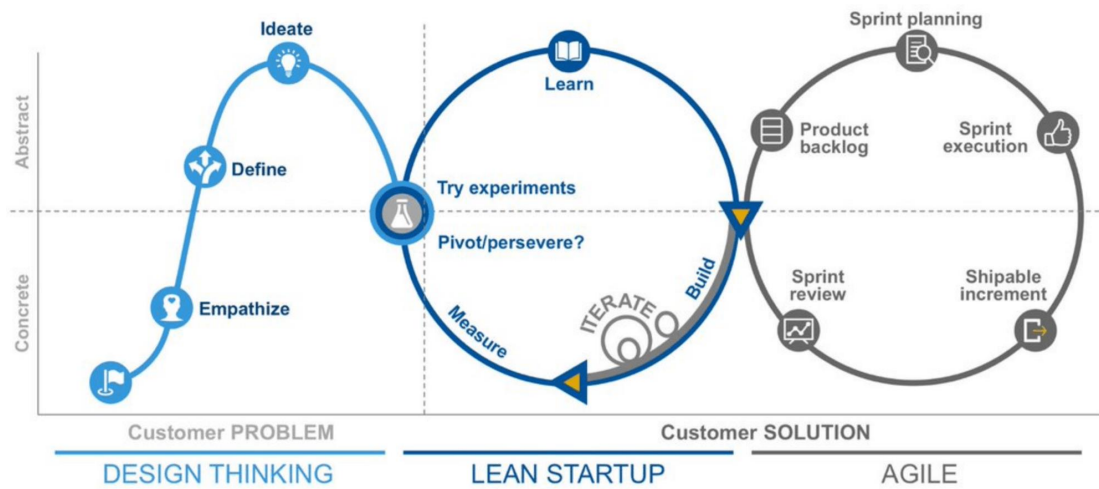 Abstract
Concrete
Ideate
Define
Empathize
Learn
Try experiments
Pivot/persevere?
Measure
ITERATE
Build
Sprint planning
Product
backlog
Sprint
execution
Sprint
review
Shipable
increment
Customer PROBLEM
Customer SOLUTION
DESIGN THINKING
LEAN STARTUP
AGILE